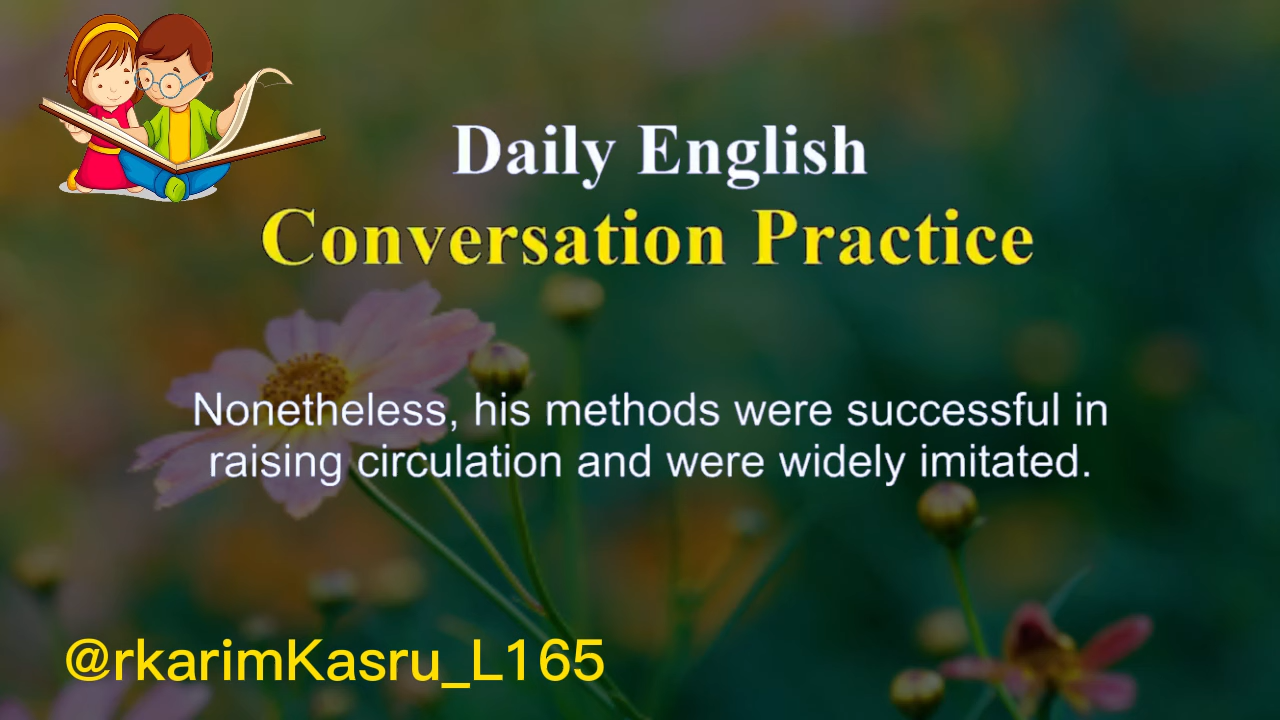 Daily English
Conversation Practice
Nonetheless, his methods were successful in
raising circulation and were widely imitated.
@rkarimKasru_L165